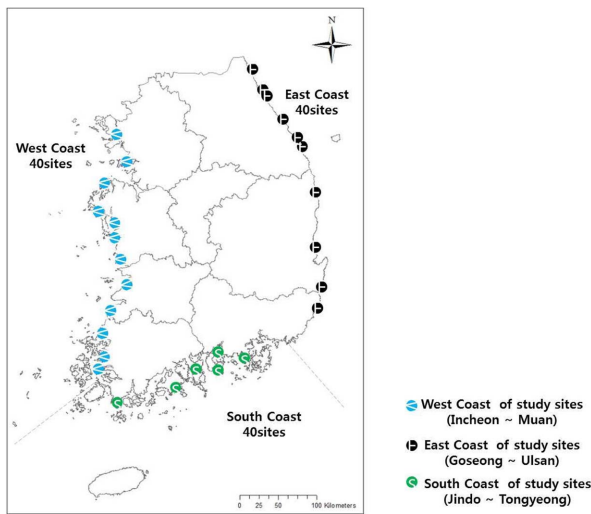 N
East Coast
40sites
West Coast
40sites
South Coast
40sites
0 25 50 100 Kilometers
West Coast of study sites
(Incheon ~ Muan)
East Coast of study sites
(Goseong ~ Ulsan)
South Coast of study sites
(Jindo ~ Tongyeong)